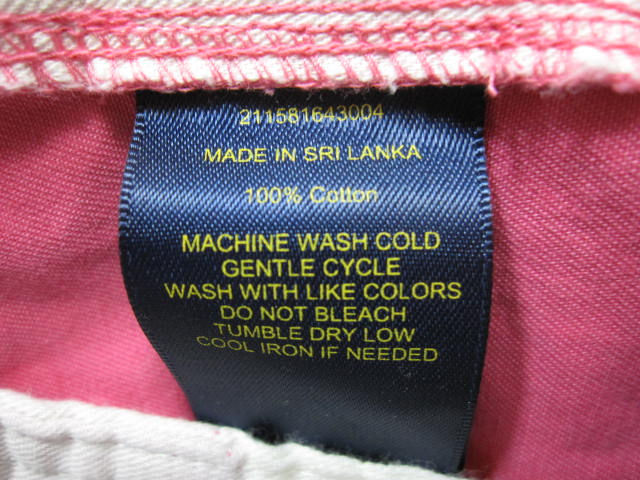 211581643004
MADE IN SRI LANKA
100% Cotton
MACHINE WASH COLD
GENTLE CYCLE
WASH WITH LIKE COLORS
DO NOT BLEACH
TUMBLE DRY LOW
COOL IRON IF NEEDED